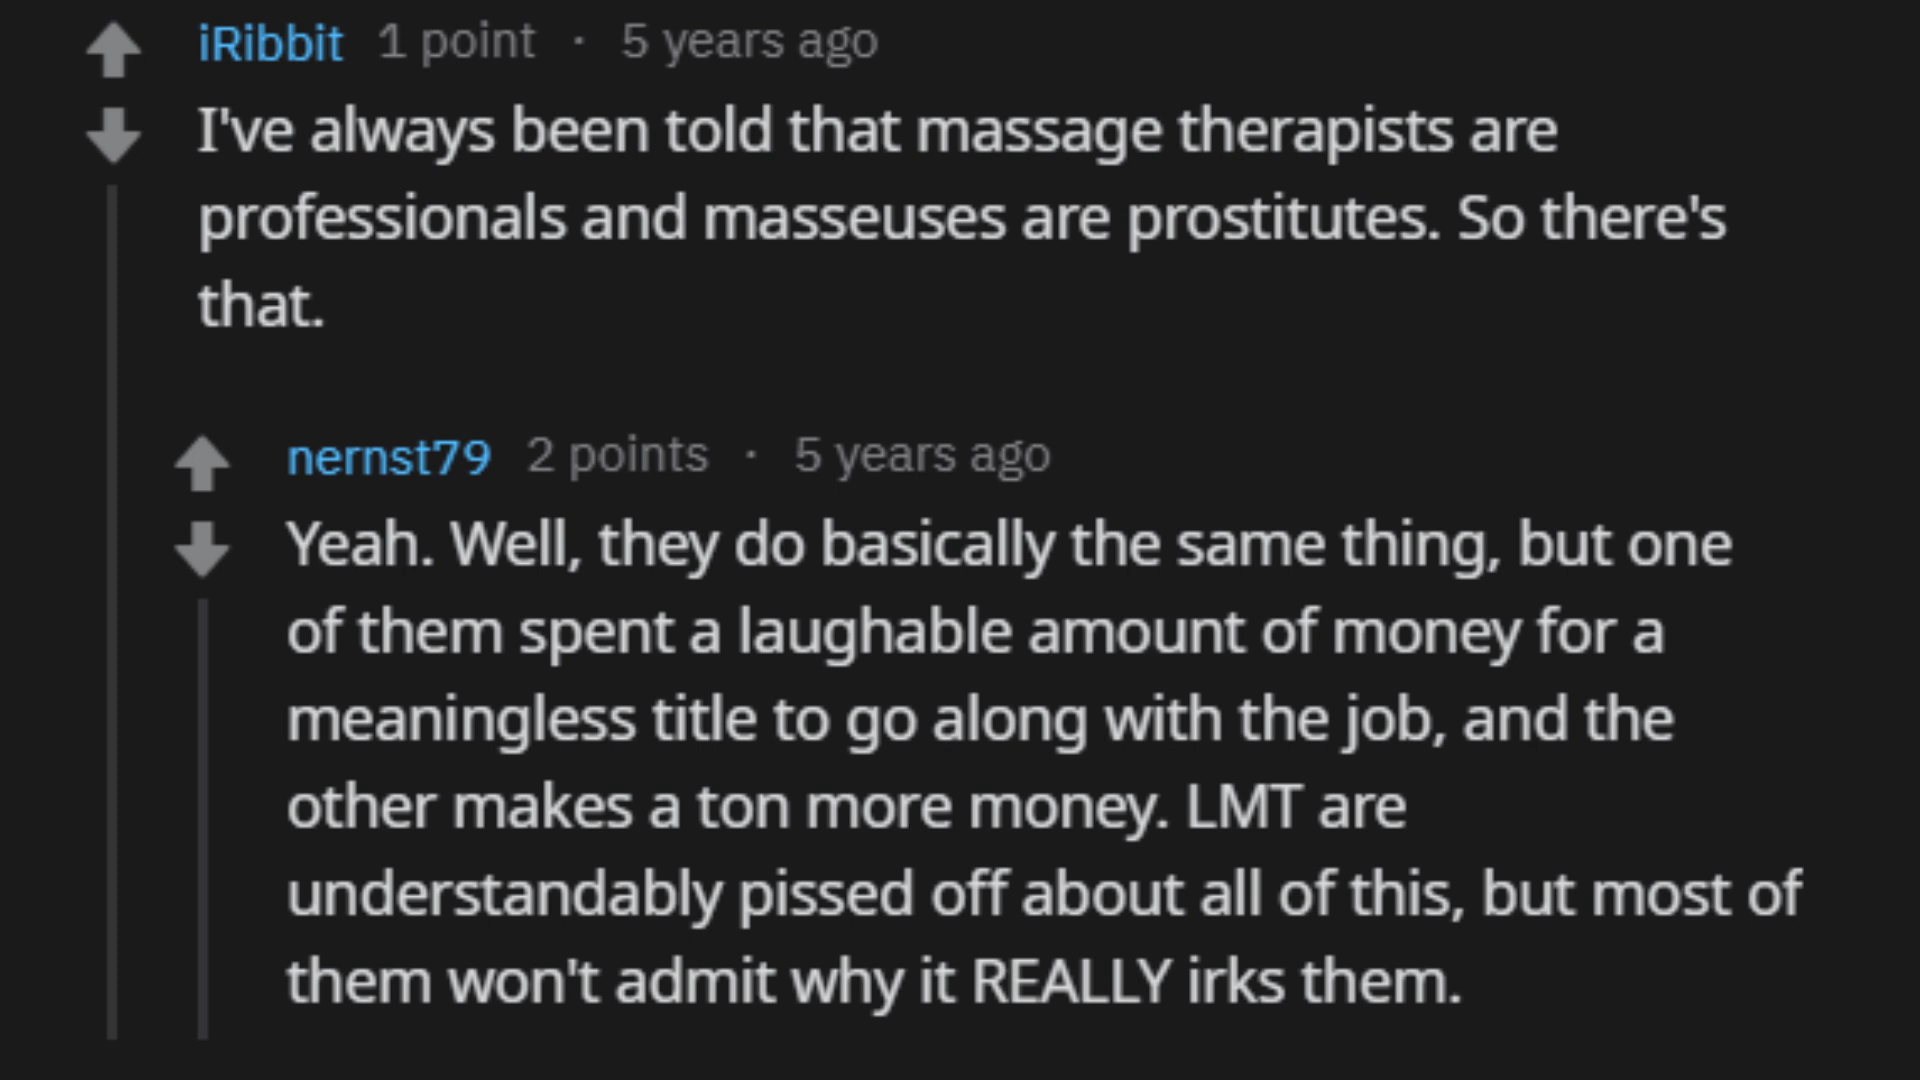 iRibbit 1 point · 5 years ago
I've always been told that massage therapists are
professionals and masseuses are prostitutes. So there's
that.
nernst79 2 points · 5 years ago
Yeah. Well, they do basically the same thing, but one
of them spent a laughable amount of money for a
meaningless title to go along with the job, and the
other makes a ton more money. LMT are
understandably pissed off about all of this, but most of
them won't admit why it REALLY irks them.